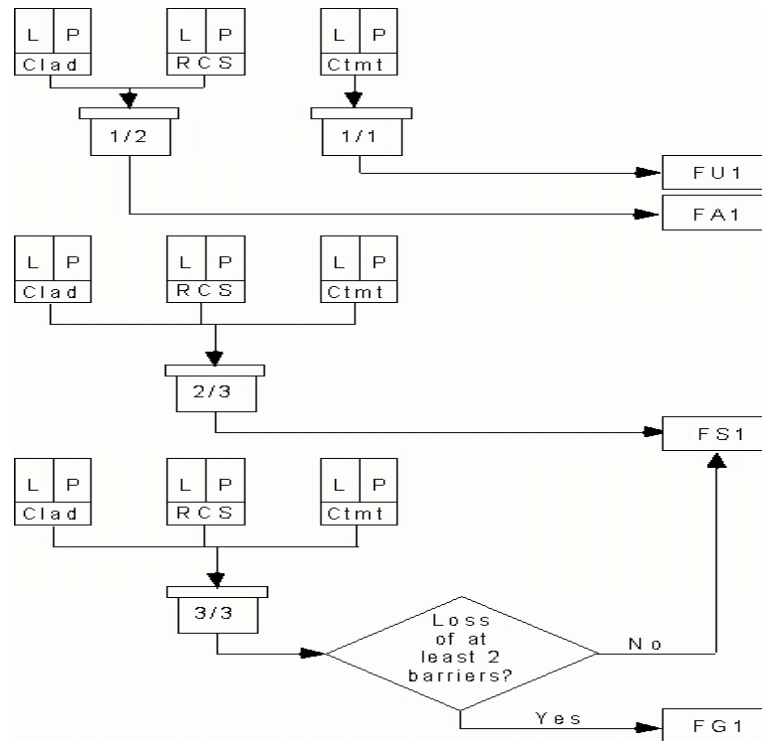 L P L P L P
Clad RCS Ctmt
1/2 1/1
FU1
FA1
L P L P L P
Clad RCS Ctmt
2/3
FS1
L P L P L P
Clad RCS Ctmt
3/3
Loss
of at
least 2
barriers?
No
Yes
FG1